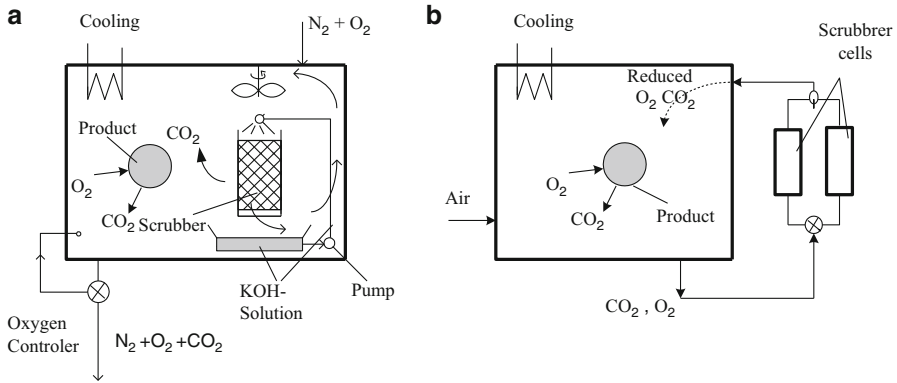 a
Cooling
N2 + O2
Product
CO2
O2
CO2
Scrubber
KOH-
Solution
Pump
Oxygen
Controler
N2 +O2 +CO2
b
Cooling
Scrubbrer
cells
Reduced
O2 CO2
O2
CO2
Product
Air
CO2 , O2